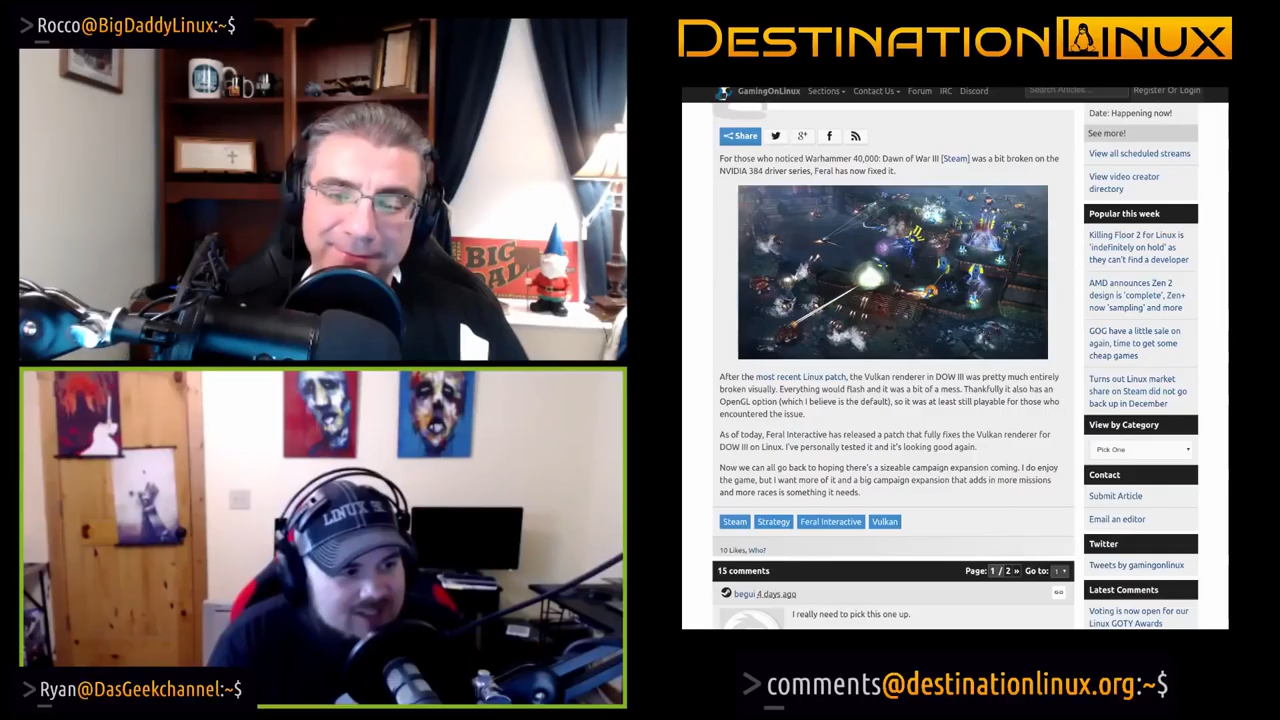 > Rocco@BigDaddyLinux:~$
BIG
DADD
LINUX
> Ryan@DasGeekchannel:~$
DESTINATIONLINUX
GamingOnLinux Sections Contact Us Forum IRC Discord Search Articles... Register Or Login
Share
For those who noticed Warhammer 40,000: Dawn of War III [Steam] was a bit broken on the
NVIDIA 384 driver series, Feral has now fixed it.
After the most recent Linux patch, the Vulkan renderer in DOW III was pretty much entirely
broken visually. Everything would flash and it was a bit of a mess. Thankfully it also has an
OpenGL option (which I believe is the default), so it was at least still playable for those who
encountered the issue.
As of today, Feral Interactive has released a patch that fully fixes the Vulkan renderer for
DOW III on Linux. I've personally tested it and it's looking good again.
Now we can all go back to hoping there's a sizeable campaign expansion coming. I do enjoy
the game, but I want more of it and a big campaign expansion that adds in more missions
and more races is something it needs.
Steam Strategy Feral Interactive Vulkan
10 Likes, Who?
15 comments Page: 1 / 2 » Go to: 1
begui 4 days ago
I really need to pick this one up.
Date: Happening now!
See more!
View all scheduled streams
View video creator
directory
Popular this week
Killing Floor 2 for Linux is
'indefinitely on hold' as
they can't find a developer
AMD announces Zen 2
design is 'complete', Zen+
now 'sampling' and more
GOG have a little sale on
again, time to get some
cheap games
Turns out Linux market
share on Steam did not go
back up in December
View by Category
Pick One
Contact
Submit Article
Email an editor
Twitter
Tweets by gamingonlinux
Latest Comments
Voting is now open for our
Linux GOTY Awards
> comments@destinationlinux.org:~$